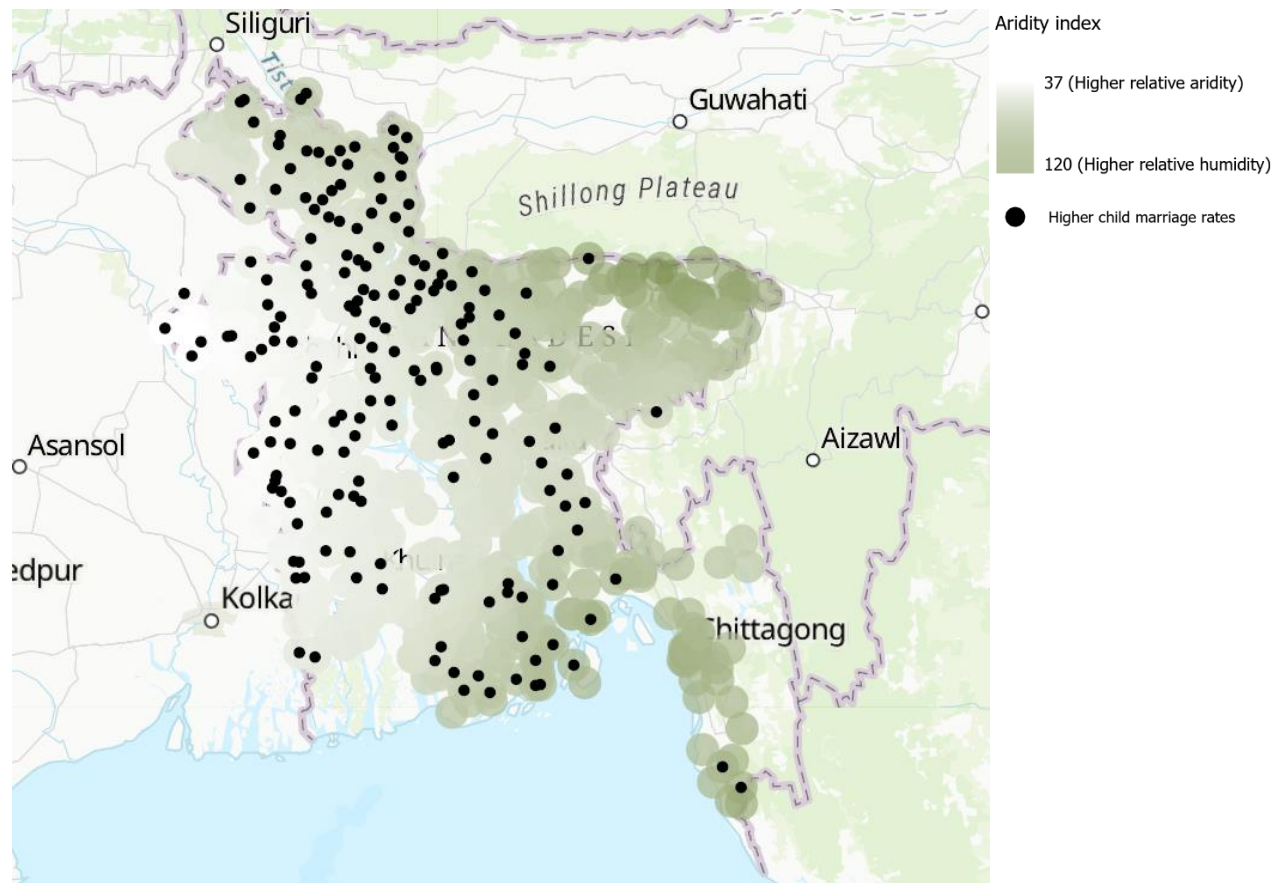 Siliguri
Tist
Guwahati
Shillong Plateau
Asansol
Aizawl
edpur
Kolka
Chittagong
Aridity index
37 (Higher relative aridity)
120 (Higher relative humidity)
Higher child marriage rates